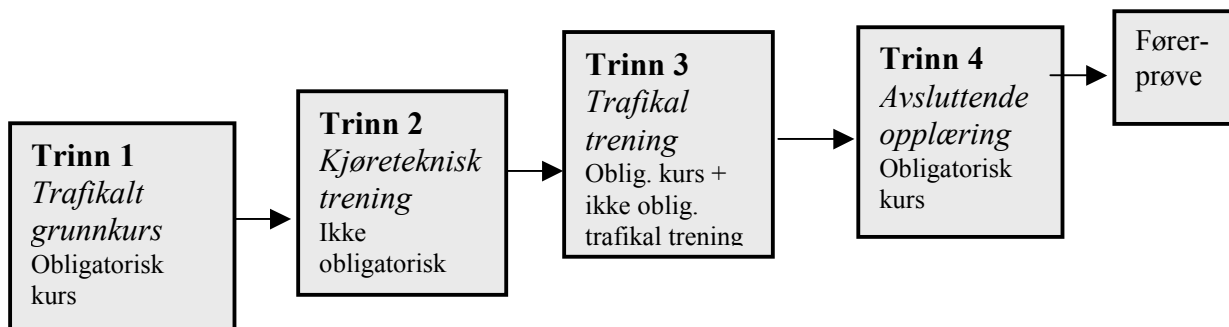 Trinn 1
Trafikalt
grunnkurs
Obligatorisk
kurs
Trinn 2
Kjøreteknisk
trening
Ikke
obligatorisk
Trinn 3
Trafikal
trening
Oblig. kurs +
ikke oblig.
trafikal trening
Trinn 4
Avsluttende
opplæring
Obligatorisk
kurs
Fører-
prøve